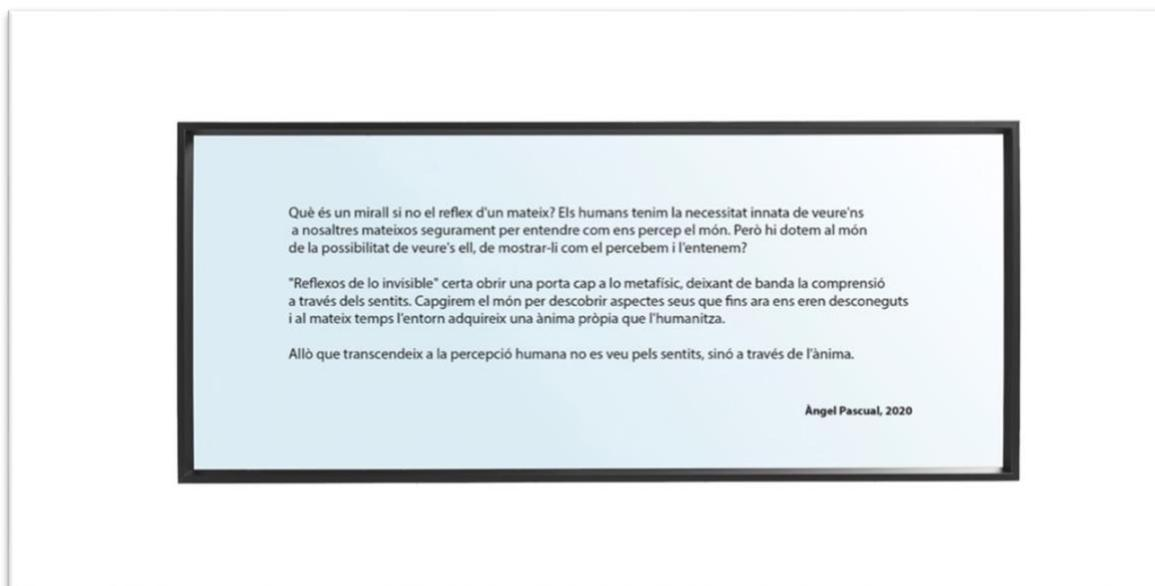 Què és un mirall si no el reflex d'un mateix? Els humans tenim la necessitat innata de veure'ns
a nosaltres mateixos segurament per entendre com ens percep el món. Però hi dotem al món
de la possibilitat de veure's ell, de mostrar-li com el percebem i l'entenem?
"Reflexos de lo invisible" certa obrir una porta cap a lo metafísic, deixant de banda la comprensió
a través dels sentits. Capgirem el món per descobrir aspectes seus que fins ara ens eren desconeguts
i al mateix temps l'entorn adquireix una ànima pròpia que l'humanitza.
Allò que transcendeix a la percepció humana no es veu pels sentits, sinó a través de l'ànima.
Àngel Pascual, 2020